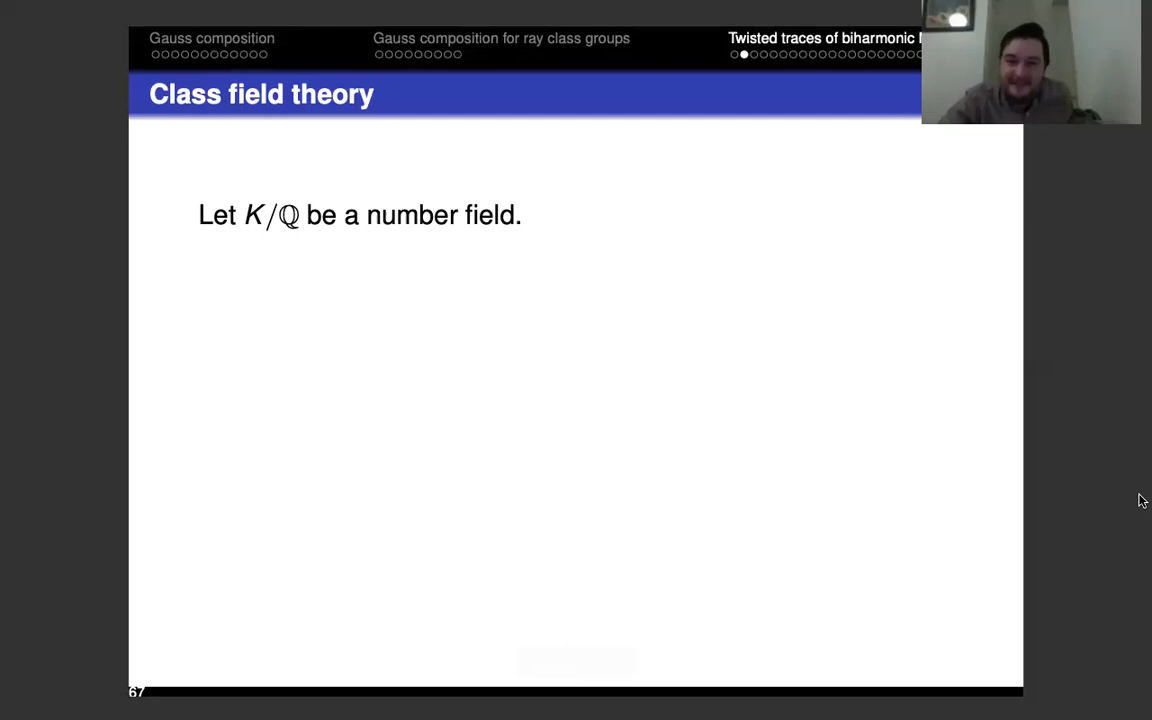 Gauss composition
Gauss composition for ray class groups
Twisted traces of biharmonic
Class field theory
Let K/ℚ be a number field.
67